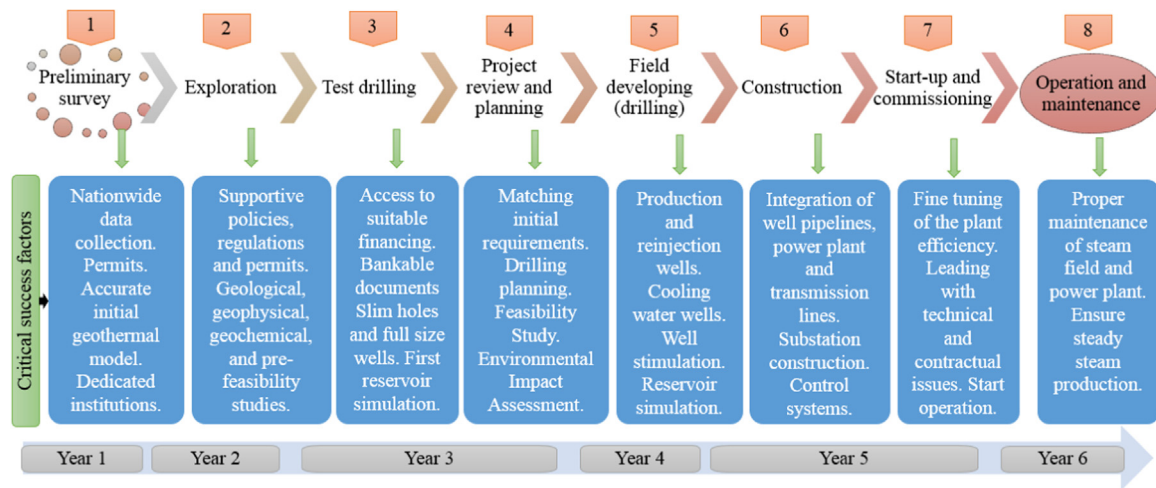 1
2
3
4
5
6
7
8
Preliminary
survey
Exploration
Test drilling
Project
review and
planning
Field
developing
(drilling)
Construction
Start-up and
commissioning
Operation and
maintenance
Critical success factors
Nationwide
data
collection.
Permits.
Accurate
initial
geothermal
model.
Dedicated
institutions.
Supportive
policies,
regulations
and permits.
Geological,
geophysical,
geochemical,
and pre-
feasibility
studies.
Access to
suitable
financing.
Bankable
documents
Slim holes
and full size
wells. First
reservoir
simulation.
Matching
initial
requirements.
Drilling
planning.
Feasibility
Study.
Environmental
Impact
Assessment.
Production
and
reinjection
wells.
Cooling
water wells.
Well
stimulation.
Reservoir
simulation.
Integration of
well pipelines,
power plant
and
transmission
lines.
Substation
construction.
Control
systems.
Fine tuning
of the plant
efficiency.
Leading
with
technical
and
contractual
issues. Start
operation.
Proper
maintenance
of steam
field and
power plant.
Ensure
steady
steam
production.
Year 1
Year 2
Year 3
Year 4
Year 5
Year 6